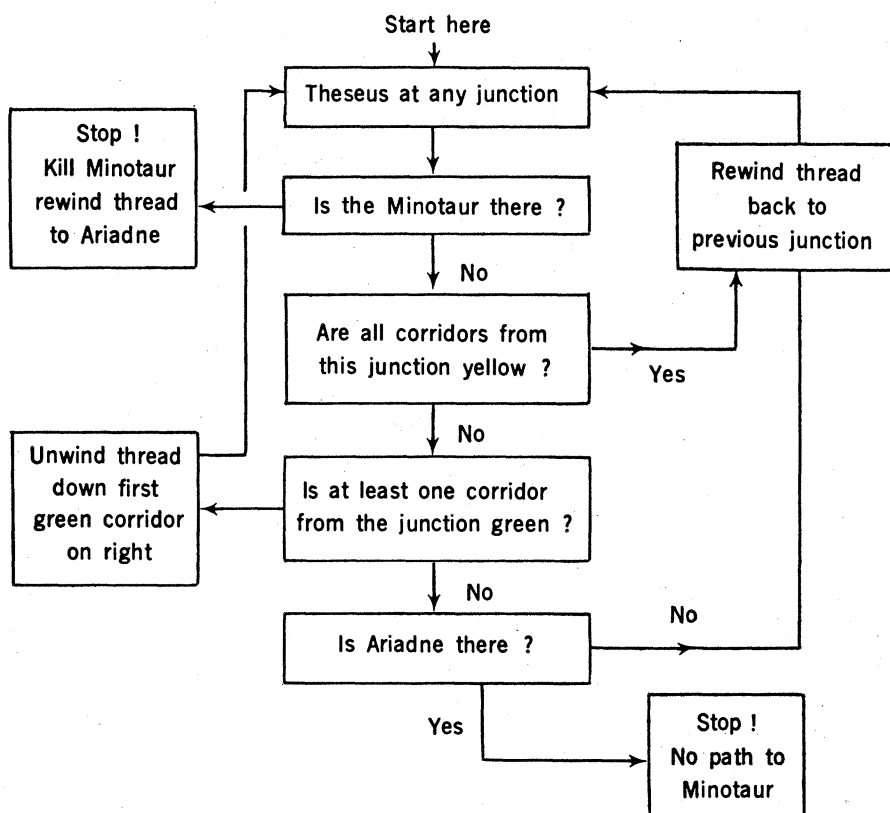 Start here
Theseus at any junction
Stop !
Kill Minotaur
rewind thread
to Ariadne
Is the Minotaur there ?
Rewind thread
back to
previous junction
No
Are all corridors from
this junction yellow ?
Yes
No
Unwind thread
down first
green corridor
on right
Is at least one corridor
from the junction green ?
No
Is Ariadne there ?
No
Yes
Stop !
No path to
Minotaur